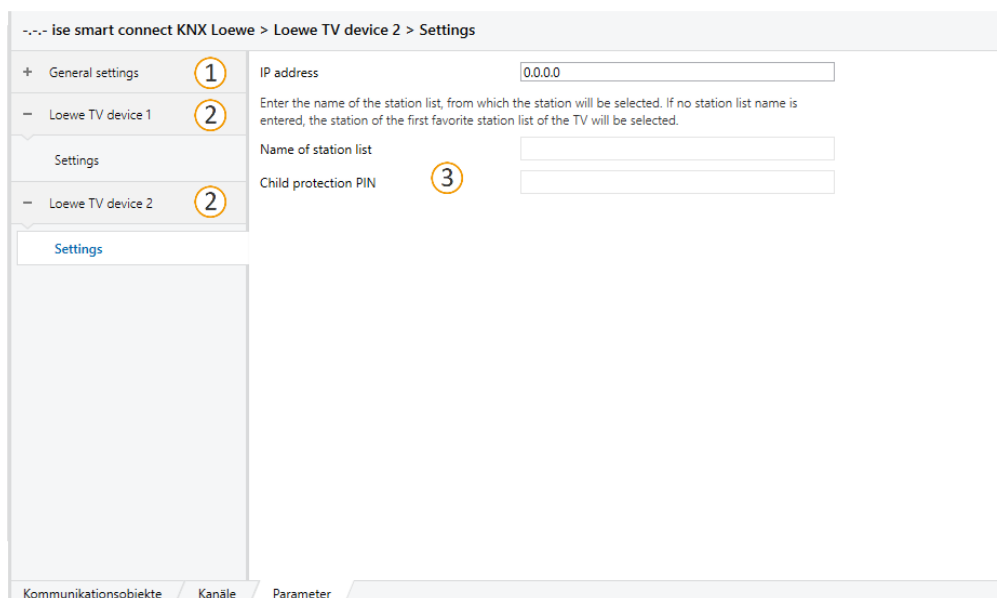 -.-.- ise smart connect KNX Loewe > Loewe TV device 2 > Settings
+ General settings 1
− Loewe TV device 1 2
Settings
− Loewe TV device 2 2
Settings
IP address 0.0.0.0
Enter the name of the station list, from which the station will be selected. If no station list name is
entered, the station of the first favorite station list of the TV will be selected.
Name of station list
Child protection PIN 3
Kommunikationsobjekte Kanäle Parameter